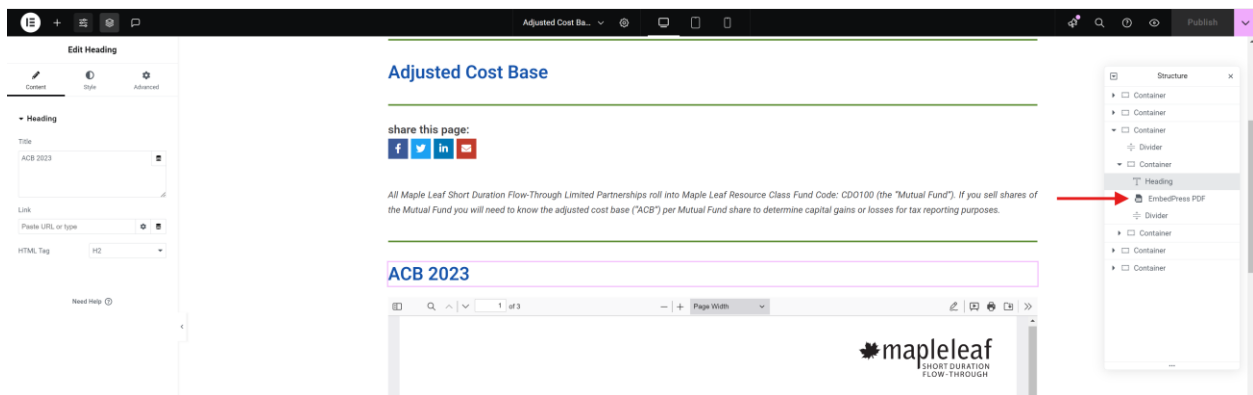 Adjusted Cost Ba...
Publish
Edit Heading
Content
Style
Advanced
Heading
Title
ACB 2023
Link
Paste URL or type
HTML Tag
H2
Need Help
Adjusted Cost Base
share this page:
All Maple Leaf Short Duration Flow-Through Limited Partnerships roll into Maple Leaf Resource Class Fund Code: CDO100 (the "Mutual Fund"). If you sell shares of
the Mutual Fund you will need to know the adjusted cost base ("ACB") per Mutual Fund share to determine capital gains or losses for tax reporting purposes.
ACB 2023
1 of 3
Page Width
mapleleaf
SHORT DURATION
FLOW-THROUGH
Structure
Container
Container
Container
Divider
Container
Heading
EmbedPress PDF
Divider
Container
Container
Container